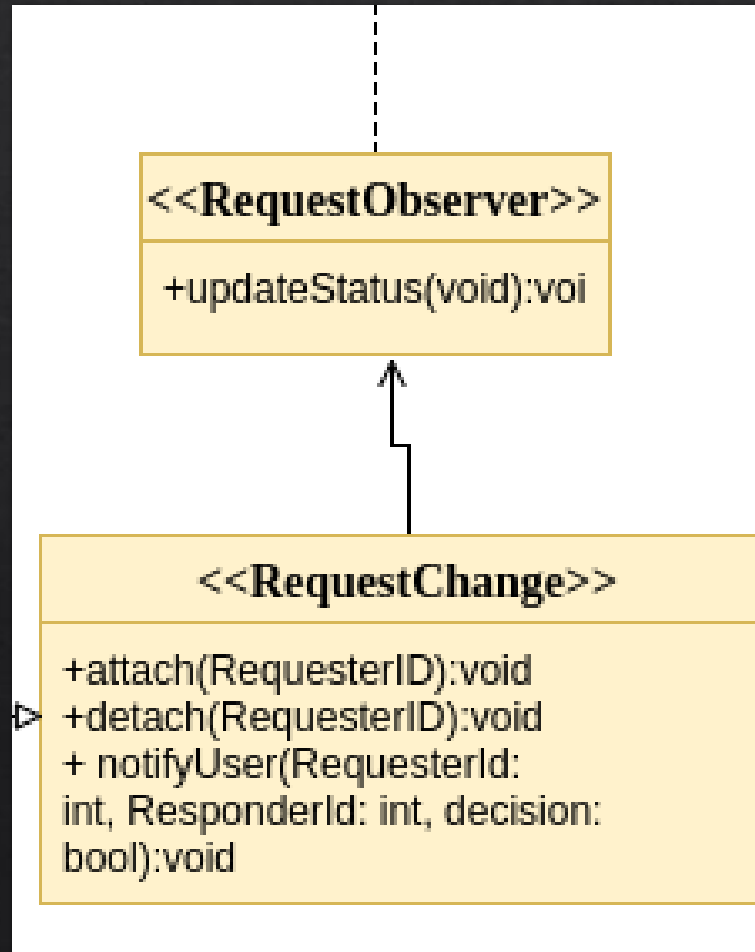 <<RequestObserver>>
+updateStatus(void):voi
<<RequestChange>>
+attach(RequesterID):void
+detach(RequesterID):void
+ notifyUser(RequesterId:
int, ResponderId: int, decision:
bool):void